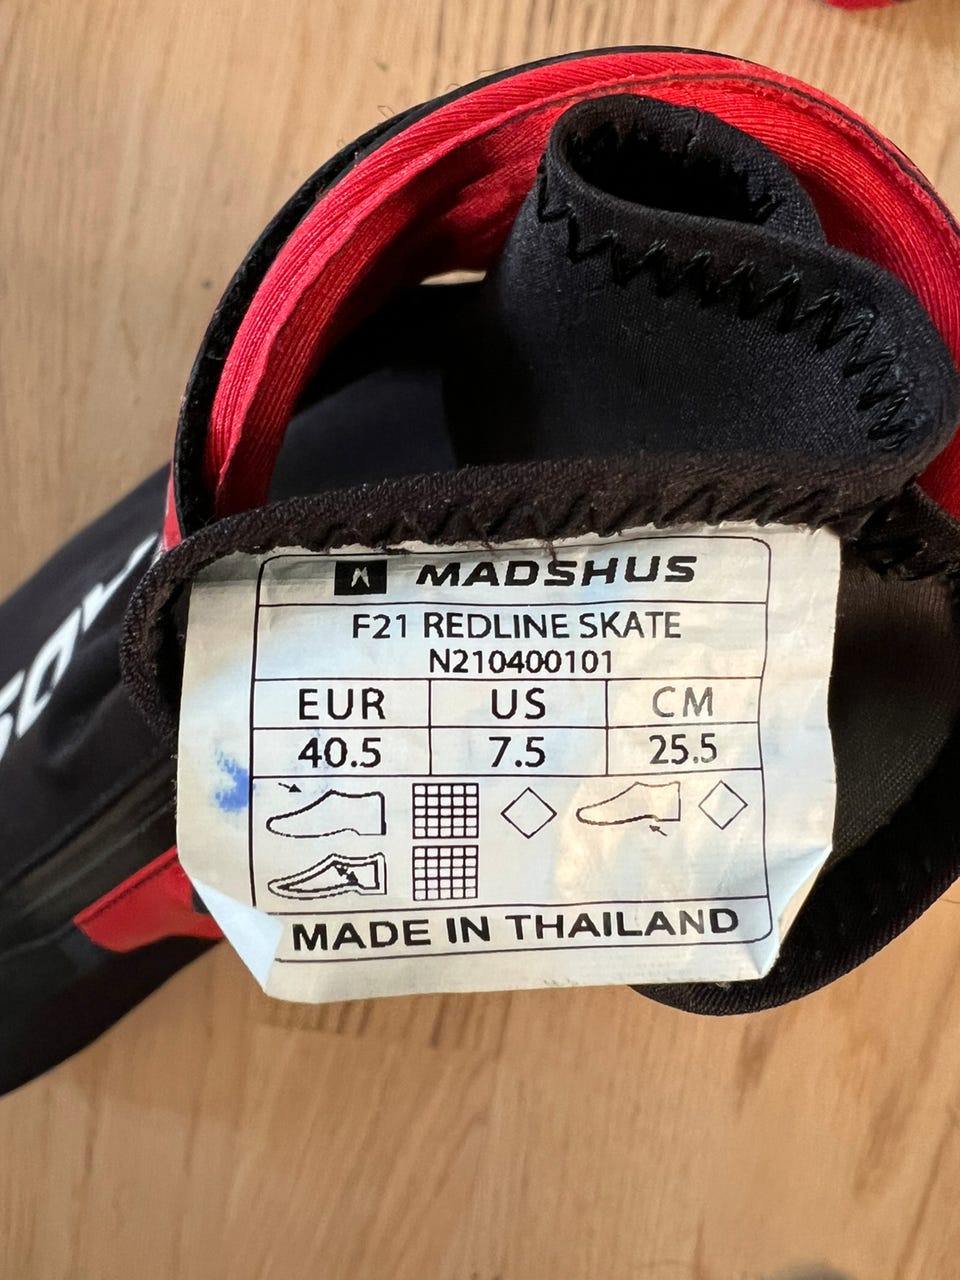 MADSHUS
F21 REDLINE SKATE
N210400101
EUR US CM
40.5 7.5 25.5
MADE IN THAILAND